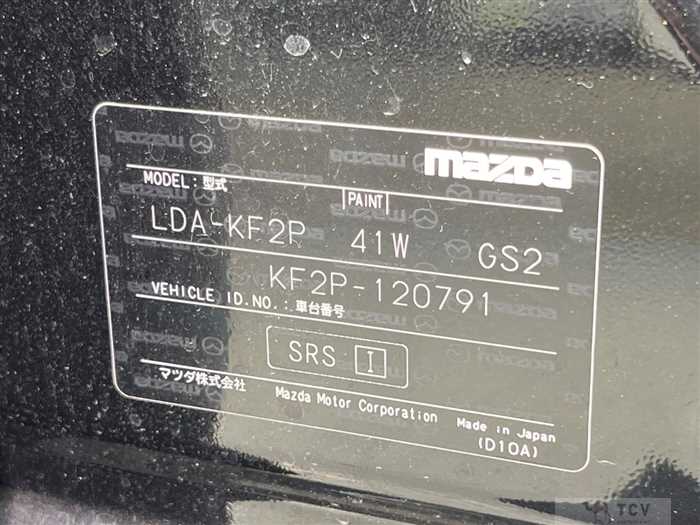 mazda
MODEL: 型式 PAINT
LDA-KF2P 41W GS2
KF2P-120791
VEHICLE ID.NO.: 車台番号
SRS I
マツダ株式会社 Mazda Motor Corporation Made in Japan
(D10A)
TCV